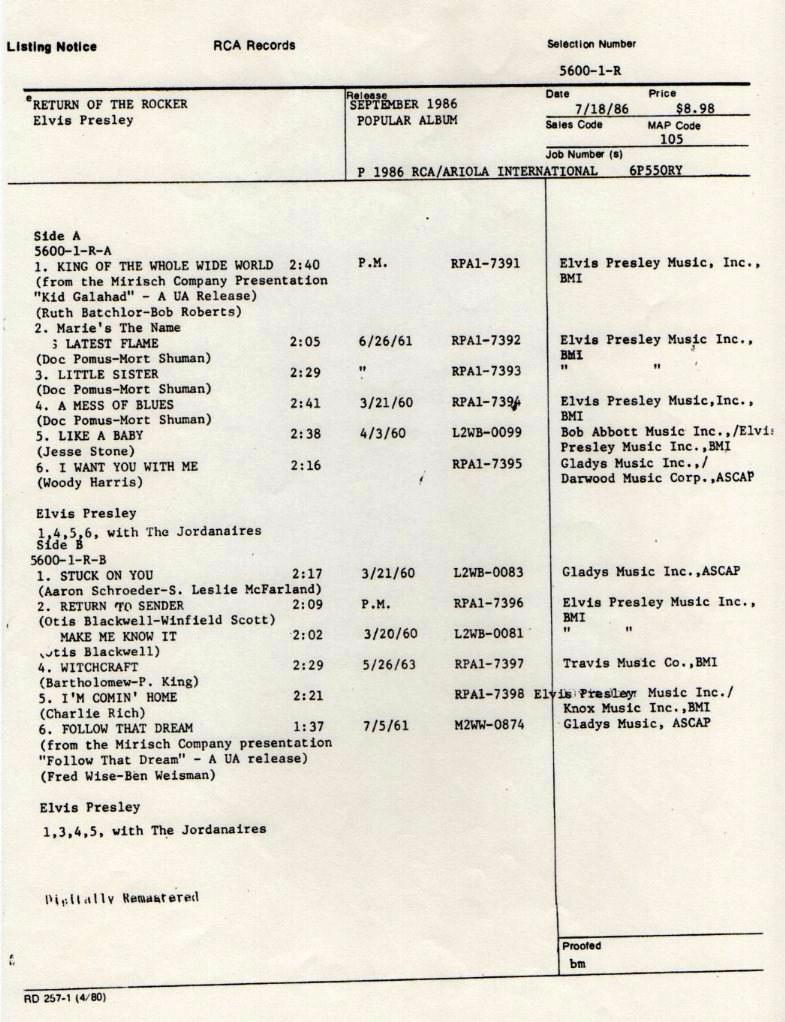 Listing Notice RCA Records Selection Number
5600-1-R
RETURN OF THE ROCKER
Elvis Presley
Release
SEPTEMBER 1986
POPULAR ALBUM
Date Price
7/18/86 $8.98
Sales Code MAP Code
105
Job Number (s)
P 1986 RCA/ARIOLA INTERNATIONAL 6P550RY
Side A
5600-1-R-A
1. KING OF THE WHOLE WIDE WORLD 2:40 P.M. RPA1-7391 Elvis Presley Music, Inc.,
(from the Mirisch Company Presentation BMI
"Kid Galahad" - A UA Release)
(Ruth Batchlor-Bob Roberts)
2. Marie's The Name
LATEST FLAME 2:05 6/26/61 RPA1-7392 Elvis Presley Music Inc.,
(Doc Pomus-Mort Shuman) BMI
3. LITTLE SISTER 2:29 " RPA1-7393 " "
(Doc Pomus-Mort Shuman)
4. A MESS OF BLUES 2:41 3/21/60 RPA1-7394 Elvis Presley Music,Inc.,
(Doc Pomus-Mort Shuman) BMI
5. LIKE A BABY 2:38 4/3/60 L2WB-0099 Bob Abbott Music Inc.,/Elvis
(Jesse Stone) Presley Music Inc.,BMI
6. I WANT YOU WITH ME 2:16 RPA1-7395 Gladys Music Inc.,/
(Woody Harris) Darwood Music Corp.,ASCAP
Elvis Presley
1,4,5,6, with The Jordanaires
Side B
5600-1-R-B
1. STUCK ON YOU 2:17 3/21/60 L2WB-0083 Gladys Music Inc.,ASCAP
(Aaron Schroeder-S. Leslie McFarland)
2. RETURN TO SENDER 2:09 P.M. RPA1-7396 Elvis Presley Music Inc.,
(Otis Blackwell-Winfield Scott) BMI
MAKE ME KNOW IT 2:02 3/20/60 L2WB-0081 " "
Otis Blackwell)
4. WITCHCRAFT 2:29 5/26/63 RPA1-7397 Travis Music Co.,BMI
(Bartholomew-P. King)
5. I'M COMIN' HOME 2:21 RPA1-7398 Elvis Presley Music Inc./
(Charlie Rich) Knox Music Inc.,BMI
6. FOLLOW THAT DREAM 1:37 7/5/61 M2WW-0874 Gladys Music, ASCAP
(from the Mirisch Company presentation
"Follow That Dream" - A UA release)
(Fred Wise-Ben Weisman)
Elvis Presley
1,3,4,5, with The Jordanaires
Digitally Remastered
Proofed
bm
RD 257-1 (4/80)